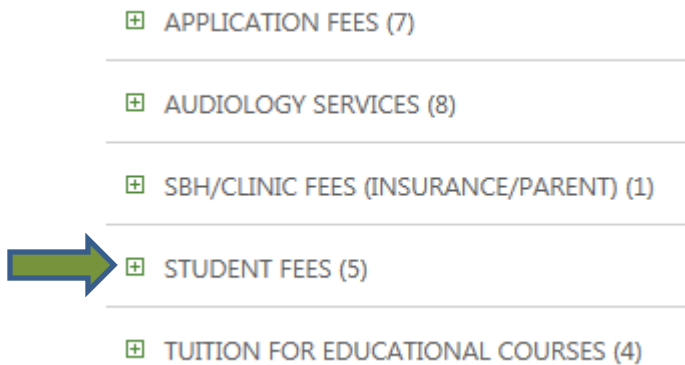 APPLICATION FEES (7)
AUDIOLOGY SERVICES (8)
SBH/CLINIC FEES (INSURANCE/PARENT) (1)
STUDENT FEES (5)
TUITION FOR EDUCATIONAL COURSES (4)